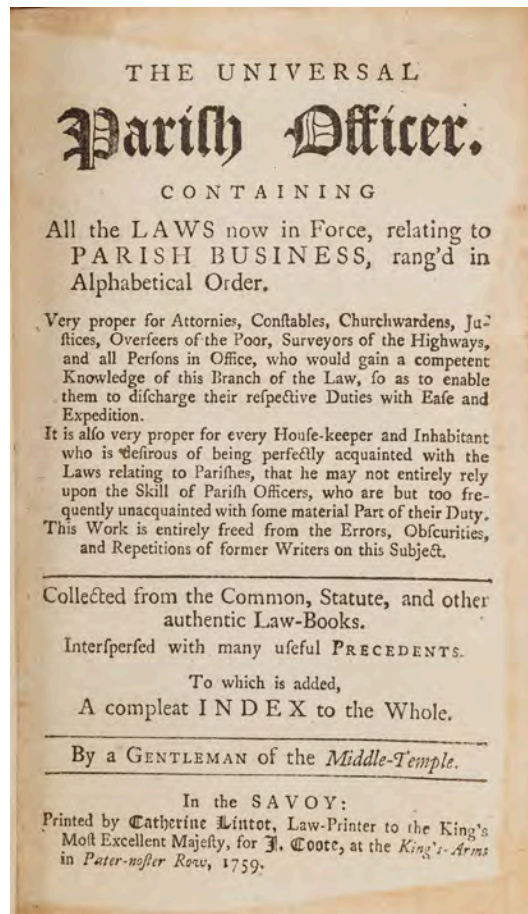 THE UNIVERSAL
Pariſh Officer.
CONTAINING
All the LAWS now in Force, relating to
PARISH BUSINESS, rang'd in
Alphabetical Order.
Very proper for Attornies, Conſtables, Churchwardens, Ju-
ſtices, Overſeers of the Poor, Surveyors of the Highways,
and all Perſons in Office, who would gain a competent
Knowledge of this Branch of the Law, ſo as to enable
them to diſcharge their reſpective Duties with Eaſe and
Expedition.
It is alſo very proper for every Houſe-keeper and Inhabitant
who is deſirous of being perfectly acquainted with the
Laws relating to Pariſhes, that he may not entirely rely
upon the Skill of Pariſh Officers, who are but too fre-
quently unacquainted with ſome material Part of their Duty.
This Work is entirely freed from the Errors, Obſcurities,
and Repetitions of former Writers on this Subject.
Collected from the Common, Statute, and other
authentic Law-Books.
Interſperſed with many uſeful PRECEDENTS.
To which is added,
A compleat INDEX to the Whole.
By a GENTLEMAN of the Middle-Temple.
In the SAVOY:
Printed by Catherine Lintot, Law-Printer to the King's
Moſt Excellent Majeſty, for J. Coote, at the King's-Arms
in Pater-noſter Row, 1759.